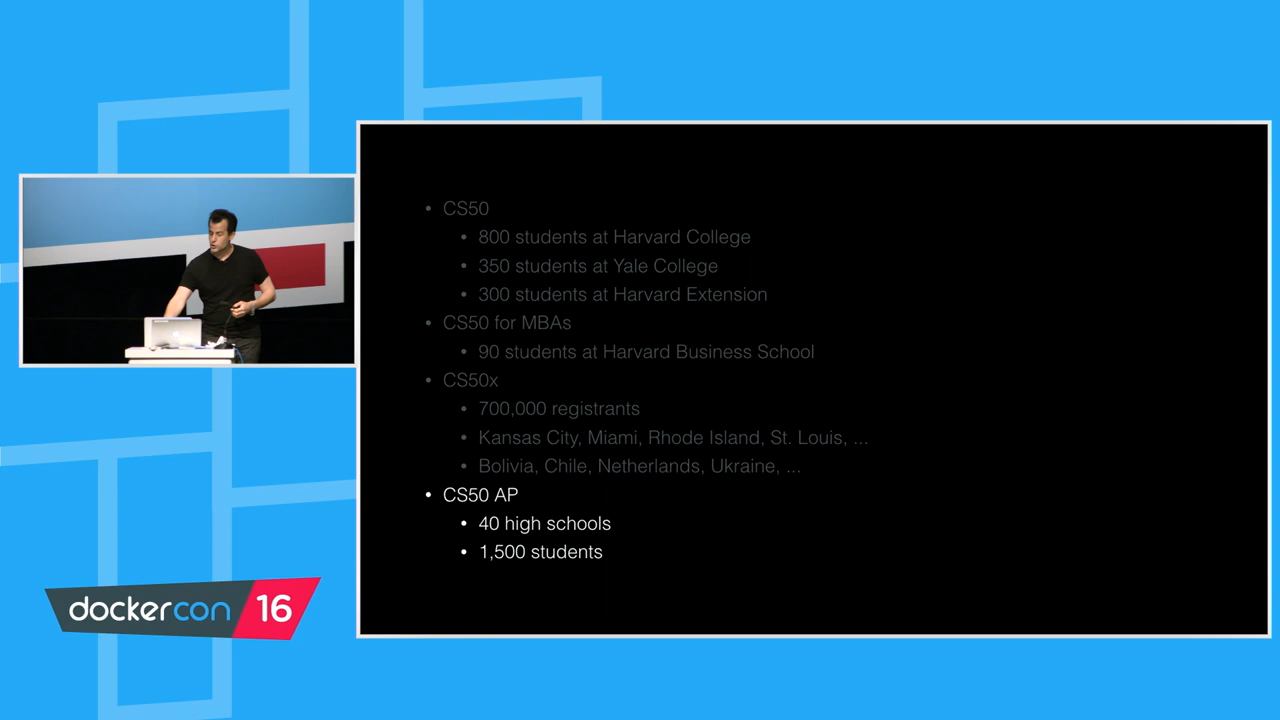 • CS50
• 800 students at Harvard College
• 350 students at Yale College
• 300 students at Harvard Extension
• CS50 for MBAs
• 90 students at Harvard Business School
• CS50x
• 700,000 registrants
• Kansas City, Miami, Rhode Island, St. Louis, ...
• Bolivia, Chile, Netherlands, Ukraine, ...
• CS50 AP
• 40 high schools
• 1,500 students
dockercon 16